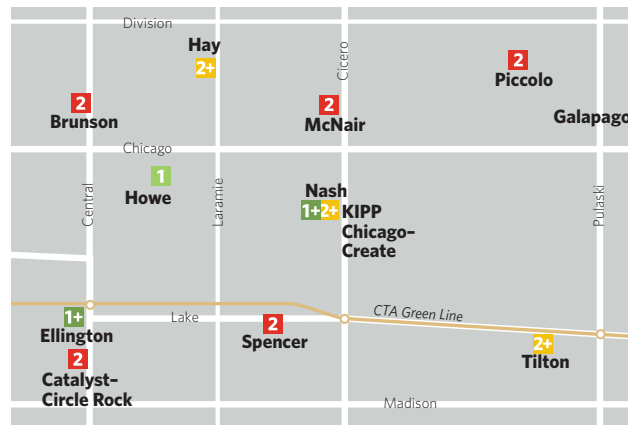 Division
Hay
2+
Cicero
2
Piccolo
2
Brunson
2
McNair
Galapago
Chicago
1
Howe
Central
Laramie
Nash
1+ 2+ KIPP
Chicago–
Create
Pulaski
1+
Ellington
Lake
2
Spencer
CTA Green Line
2+
Tilton
2
Catalyst–
Circle Rock
Madison